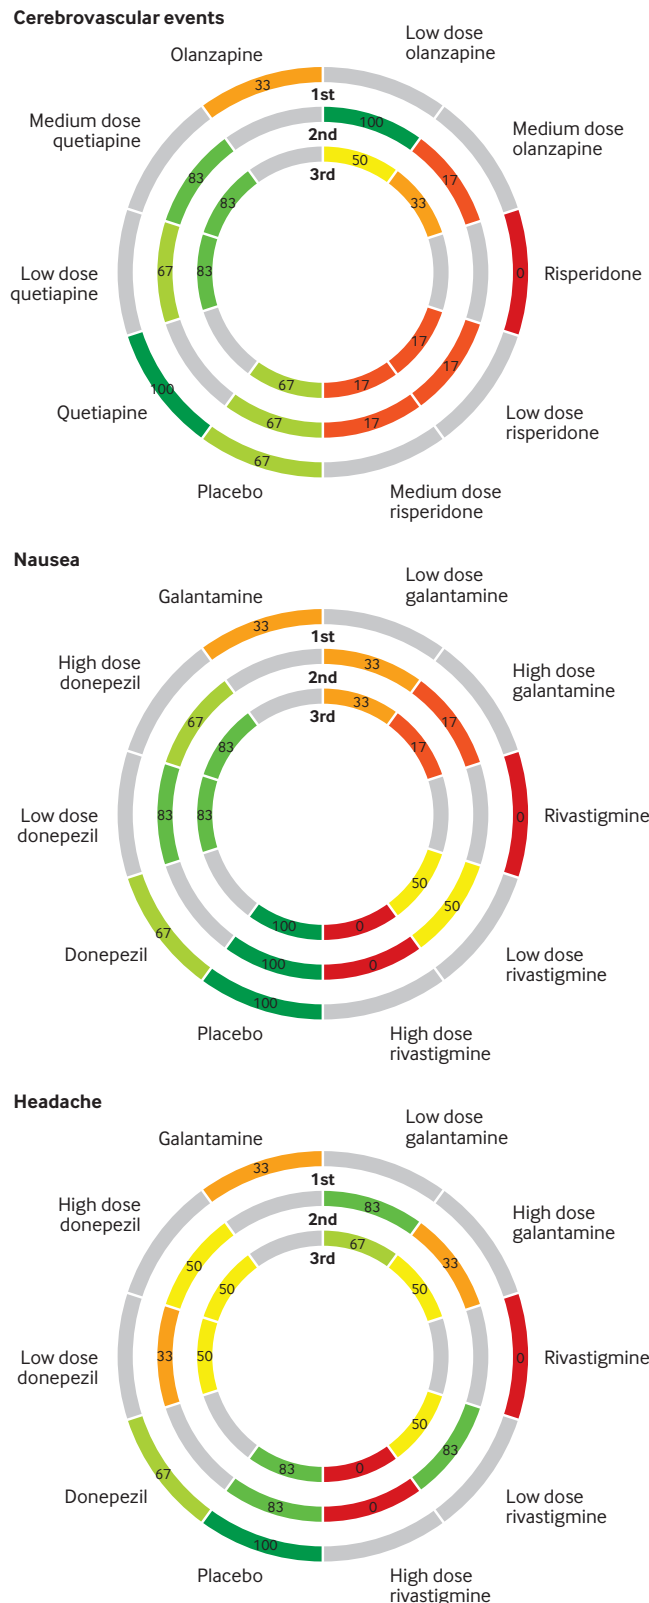 Cerebrovascular events
Low dose
olanzapine
Olanzapine
33
1st
Medium dose
quetiapine
100
Medium dose
olanzapine
2nd
50
3rd
83
17
83
33
Low dose
quetiapine
67
83
0
Risperidone
17
17
67
17
100
Quetiapine
67
17
Low dose
risperidone
67
Placebo
Medium dose
risperidone
Nausea
Low dose
galantamine
Galantamine
33
1st
High dose
donepezil
33
High dose
galantamine
2nd
33
3rd
67
17
83
17
Low dose
donepezil
83
83
0
Rivastigmine
50
50
100
0
67
Donepezil
100
0
Low dose
rivastigmine
100
Placebo
High dose
rivastigmine
Headache
Low dose
galantamine
Galantamine
33
1st
High dose
donepezil
83
High dose
galantamine
2nd
67
3rd
50
33
50
50
Low dose
donepezil
33
50
0
Rivastigmine
50
83
83
0
67
Donepezil
83
0
Low dose
rivastigmine
100
Placebo
High dose
rivastigmine